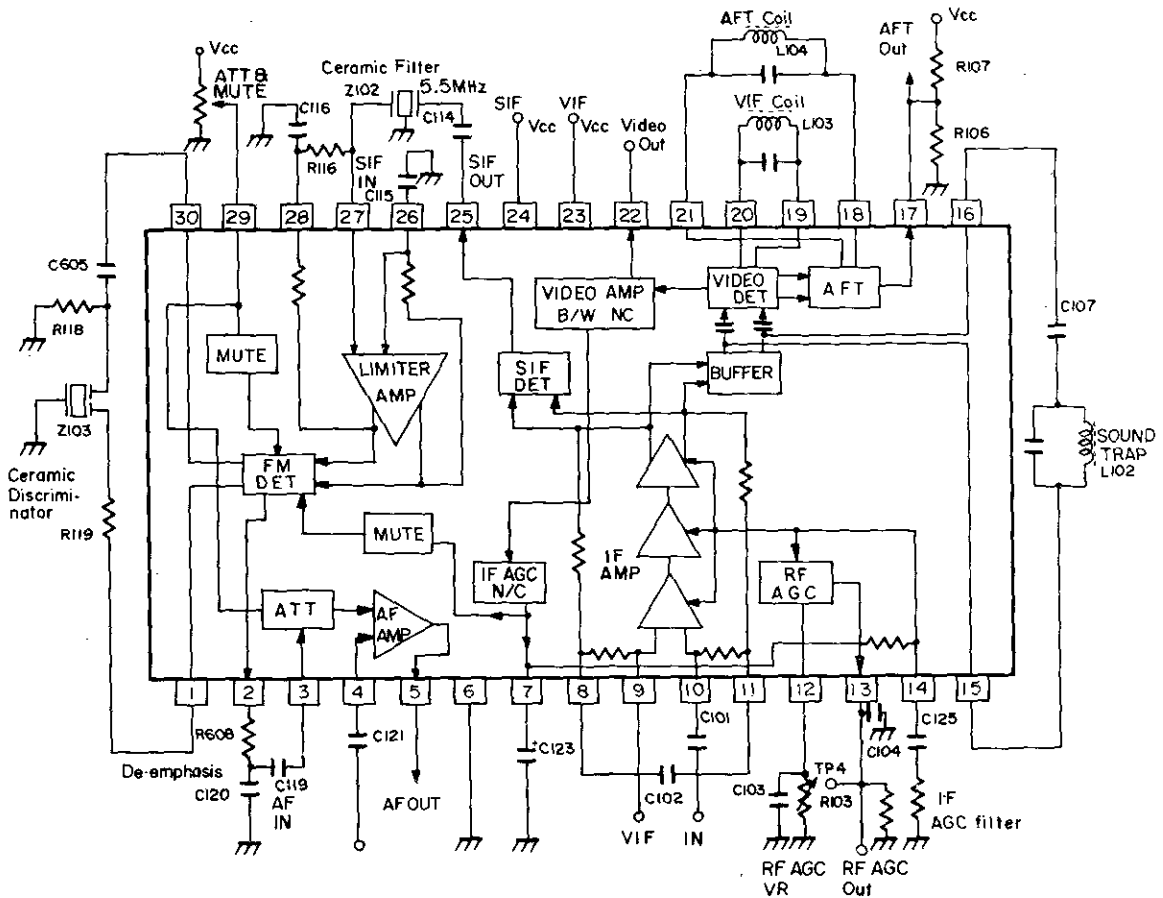 Vcc
ATT &
MUTE
C116
Ceramic Filter
Z102
5.5MHz
C114
R116
SIF
IN
C115
SIF
OUT
SIF
Vcc
VIF
Vcc
Video
Out
AFT Coil
L104
VIF Coil
L103
AFT
Out
Vcc
R107
R106
30
29
28
27
26
25
24
23
22
21
20
19
18
17
16
C605
R118
Z103
Ceramic
Discrimi-
nator
R119
MUTE
LIMITER
AMP
FM
DET
MUTE
ATT
AF
AMP
SIF
DET
VIDEO AMP
B/W NC
VIDEO
DET
AFT
BUFFER
IF AGC
N/C
IF
AMP
RF
AGC
C107
SOUND
TRAP
L102
1
2
3
4
5
6
7
8
9
10
11
12
13
14
15
R608
De-emphasis
C120
C119
AF
IN
C121
AF OUT
+
C123
C102
VIF
C101
IN
C103
RF AGC
VR
TP4
R103
C104
RF AGC
Out
C125
I·F
AGC filter